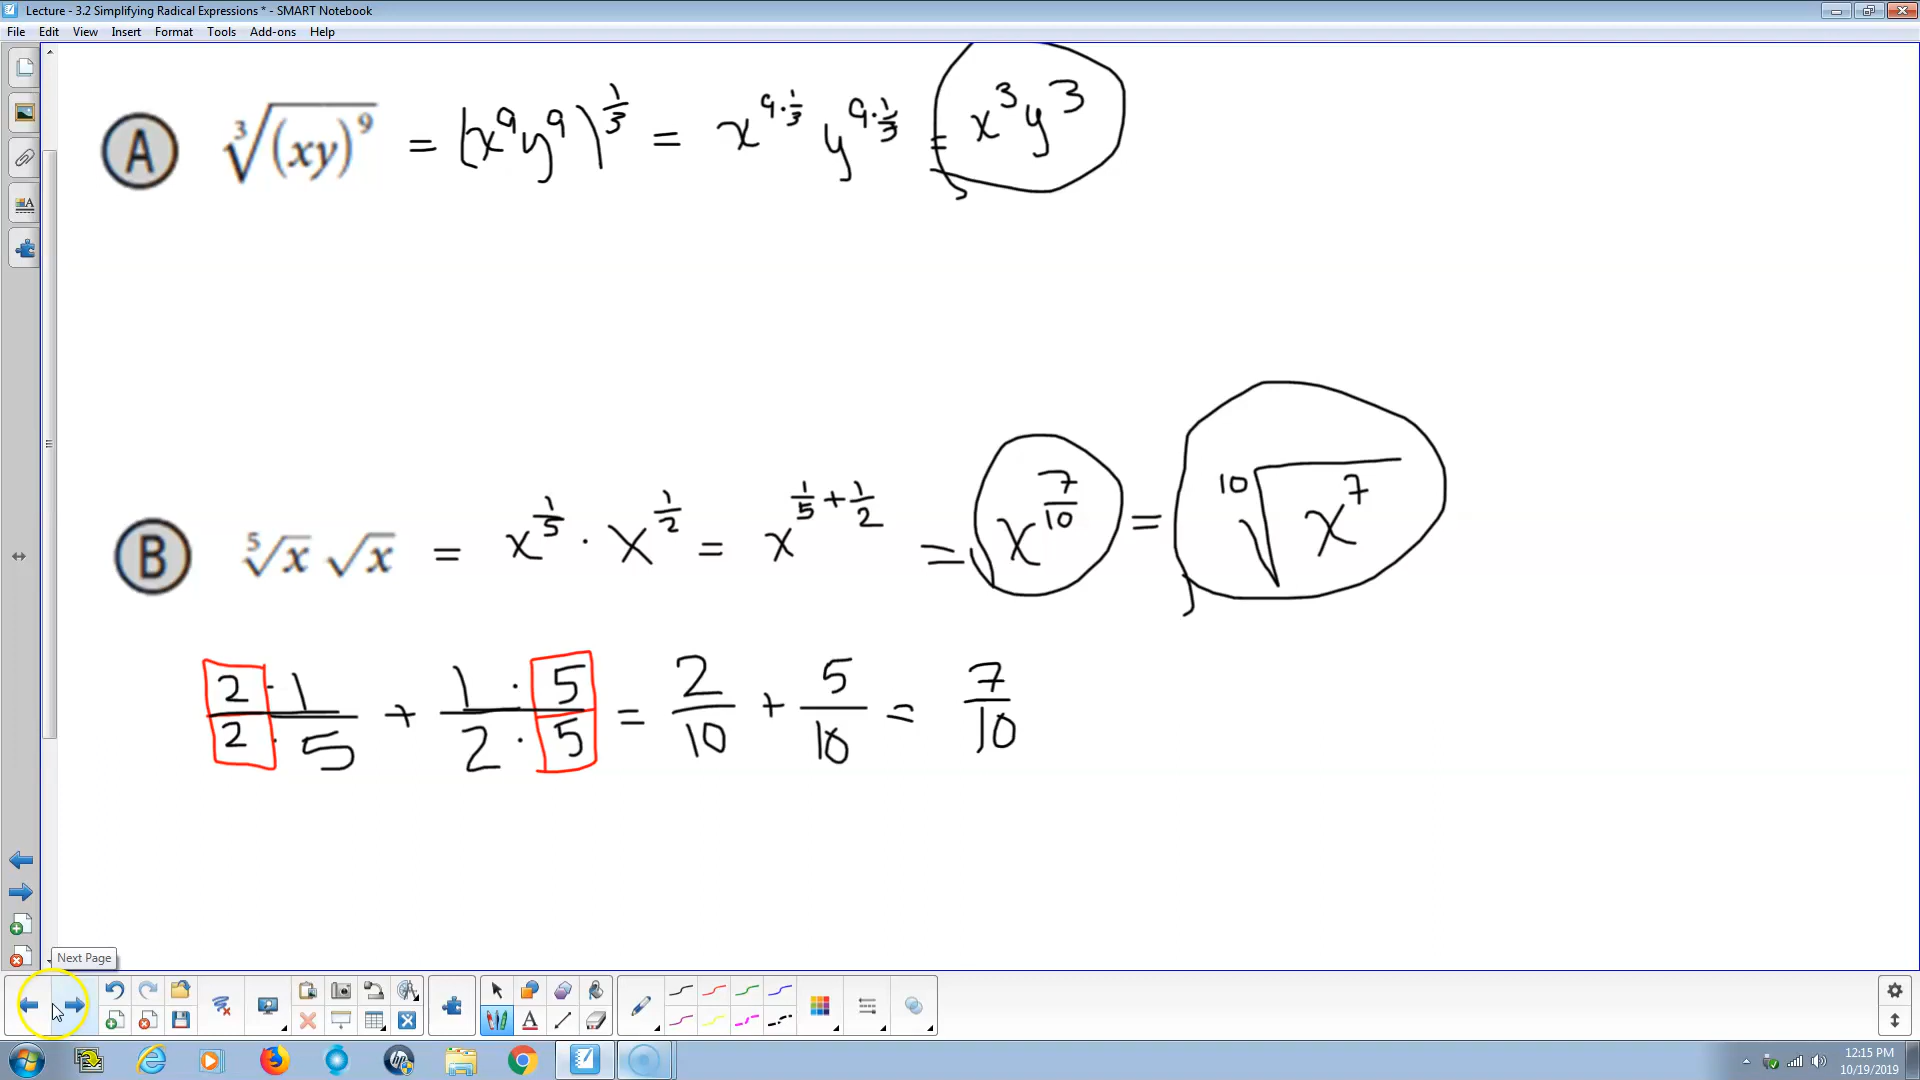 Lecture - 3.2 Simplifying Radical Expressions * - SMART Notebook
File Edit View Insert Format Tools Add-ons Help
A ∛(xy)⁹ = (x⁹y⁹)^(1/3) = x^(9·1/3) y^(9·1/3) = x³y³
B ⁵√x √x = x^(1/5) · x^(1/2) = x^(1/5+1/2) = x^(7/10) = ¹⁰√x⁷
2·1/2·5 + 1·5/2·5 = 2/10 + 5/10 = 7/10
Next Page
12:15 PM
10/19/2019